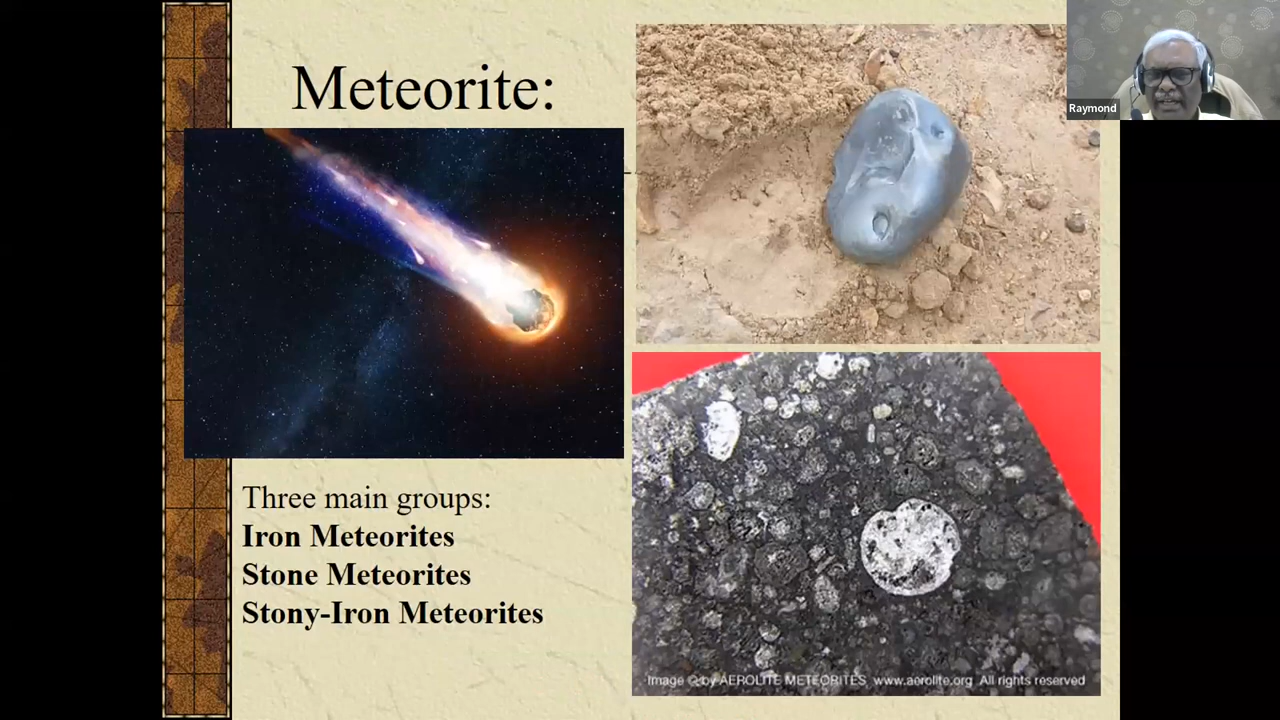 Meteorite:
Raymond
Three main groups:
Iron Meteorites
Stone Meteorites
Stony-Iron Meteorites
Image © by AEROLITE METEORITES www.aerolite.org All rights reserved